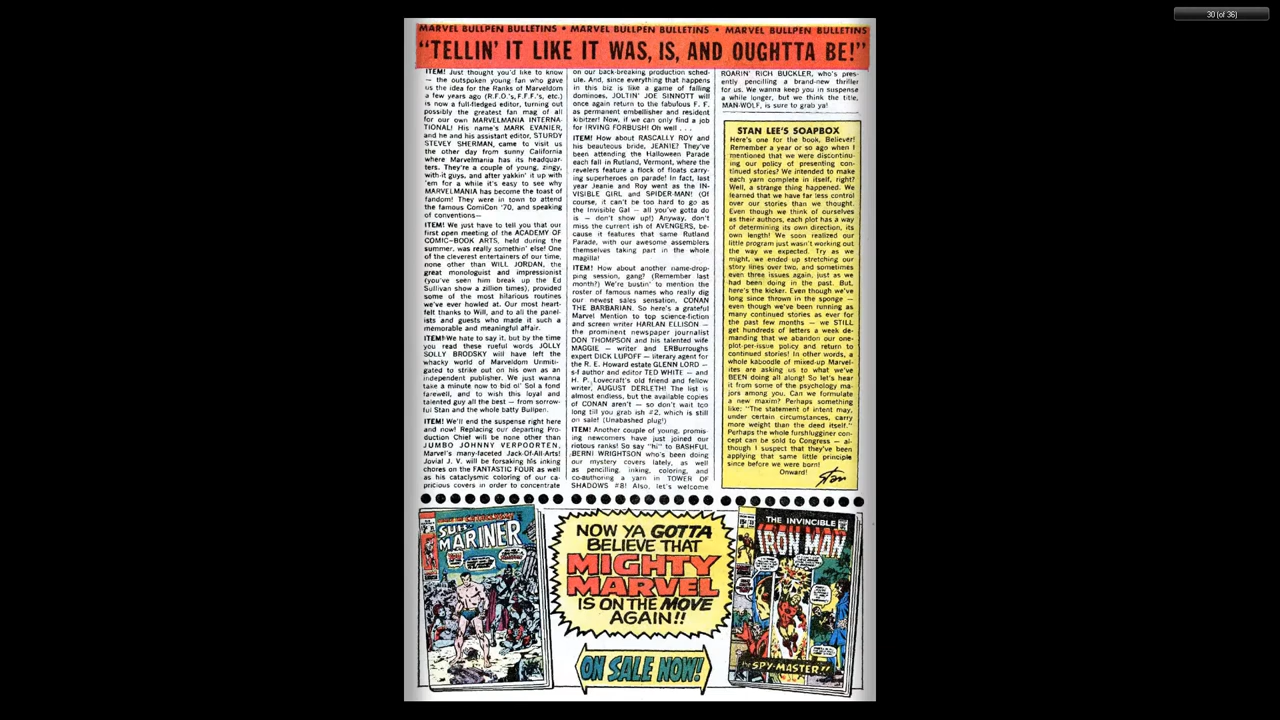 30 (of 36)
MARVEL BULLPEN BULLETINS • MARVEL BULLPEN BULLETINS • MARVEL BULLPEN BULLETINS
"TELLIN' IT LIKE IT WAS, IS, AND OUGHTTA BE!"
ITEM! Just thought you'd like to know
— the outspoken young fan who gave
us the idea for the Ranks of Marveldom
a few years ago (R.F.O.'s, F.F.F.'s, etc.)
is now a full-fledged editor, turning out
possibly the greatest fan mag of all
for our own MARVELMANIA INTERNA-
TIONAL! His name's MARK EVANIER,
and he and his assistant editor, STURDY
STEVEY SHERMAN, came to visit us
the other day from sunny California
where Marvelmania has its headquar-
ters. They're a couple of young, zingy,
with-it guys, and after yakkin' it up with
'em for a while it's easy to see why
MARVELMANIA has become the toast of
fandom! They were in town to attend
the famous ComiCon '70, and speaking
of conventions—
ITEM! We just have to tell you that our
first open meeting of the ACADEMY OF
COMIC-BOOK ARTS, held during the
summer, was really somethin' else! One
of the cleverest entertainers of our time,
none other than WILL JORDAN, the
great monologuist and impressionist
(you've seen him break up the Ed
Sullivan show a zillion times), provided
some of the most hilarious routines
we've ever howled at. Our most heart-
felt thanks to Will, and to all the panel-
ists and guests who made it such a
memorable and meaningful affair.
ITEM! We hate to say it, but by the time
you read these rueful words JOLLY
SOLLY BRODSKY will have left the
whacky world of Marveldom Unmiti-
gated to strike out on his own as an
independent publisher. We just wanna
take a minute now to bid ol' Sol a fond
farewell, and to wish this loyal and
talented guy all the best — from sorrow-
ful Stan and the whole batty Bullpen.
ITEM! We'll end the suspense right here
and now! Replacing our departing Pro-
duction Chief will be none other than
JUMBO JOHNNY VERPOORTEN,
Marvel's many-faceted Jack-Of-All-Arts!
Jovial J. V. will be forsaking his inking
chores on the FANTASTIC FOUR as well
as his cataclysmic coloring of our ca-
pricious covers in order to concentrate
on our back-breaking production sched-
ule. And, since everything that happens
in this biz is like a game of falling
dominoes, JOLTIN' JOE SINNOTT will
once again return to the fabulous F. F.
as permanent embellisher and resident
kibitzer! Now, if we can only find a job
for IRVING FORBUSH! Oh well . . .
ITEM! How about RASCALLY ROY and
his beauteous bride, JEANIE? They've
been attending the Halloween Parade
each fall in Rutland, Vermont, where the
revelers feature a flock of floats carry-
ing superheroes on parade! In fact, last
year Jeanie and Roy went as the IN-
VISIBLE GIRL and SPIDER-MAN! (Of
course, it can't be too hard to go as
the Invisible Gal — all you've gotta do
is — don't show up!) Anyway, don't
miss the current ish of AVENGERS, be-
cause it features that same Rutland
Parade, with our awesome assemblers
themselves taking part in the whole
magilla!
ITEM! How about another name-drop-
ping session, gang? (Remember last
month?) We're bustin' to mention the
roster of famous names who really dig
our newest sales sensation, CONAN
THE BARBARIAN. So here's a grateful
Marvel Mention to top science-fiction
and screen writer HARLAN ELLISON —
the prominent newspaper journalist
DON THOMPSON and his talented wife
MAGGIE — writer and ERBurroughs
expert DICK LUPOFF — literary agent for
the R. E. Howard estate GLENN LORD —
s-f author and editor TED WHITE — and
H. P. Lovecraft's old friend and fellow
writer, AUGUST DERLETH! The list is
almost endless, but the available copies
of CONAN aren't — so don't wait too
long till you grab ish #2, which is still
on sale! (Unabashed plug!)
ITEM! Another couple of young, promis-
ing newcomers have just joined our
riotous ranks! So say "hi" to BASHFUL
BERNI WRIGHTSON who's been doing
our mystery covers lately, as well
as pencilling, inking, coloring, and
co-authoring a yarn in TOWER OF
SHADOWS #8! Also, let's welcome
ROARIN' RICH BUCKLER, who's pres-
ently pencilling a brand-new thriller
for us. We wanna keep you in suspense
a while longer, but we think the title,
MAN-WOLF, is sure to grab ya!
STAN LEE'S SOAPBOX
Here's one for the book, Believer!
Remember a year or so ago when I
mentioned that we were discontinu-
ing our policy of presenting con-
tinued stories? We intended to make
each yarn complete in itself, right?
Well, a strange thing happened. We
learned that we have far less control
over our stories than we thought.
Even though we think of ourselves
as their authors, each plot has a way
of determining its own direction, its
own length! We soon realized our
little program just wasn't working out
the way we expected. Try as we
might, we ended up stretching our
story lines over two, and sometimes
even three issues again, just as we
had been doing in the past. But,
here's the kicker. Even though we've
long since thrown in the sponge —
even though we've been running as
many continued stories as ever for
the past few months — we STILL
get hundreds of letters a week de-
manding that we abandon our one-
plot-per-issue policy and return to
continued stories! In other words, a
whole kaboodle of mixed-up Marvel-
ites are asking us to what we've
BEEN doing all along! So let's hear
it from some of the psychology ma-
jors among you. Can we formulate
a new maxim? Perhaps something
like: "The statement of intent may,
under certain circumstances, carry
more weight than the deed itself."
Perhaps the whole furshlugginer con-
cept can be sold to Congress — al-
though I suspect that they've been
applying that same little principle
since before we were born!
Onward!
Stan
SUB-MARINER
NOW YA GOTTA
BELIEVE THAT
MIGHTY
MARVEL
IS ON THE MOVE
AGAIN!!
ON SALE NOW!
THE INVINCIBLE
IRON MAN
SPY-MASTER!!